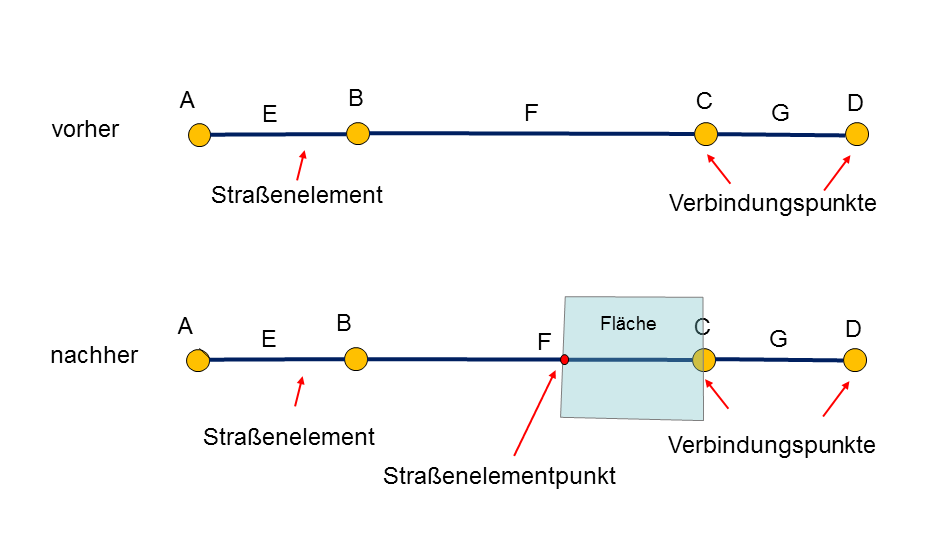 A
E
B
F
C
G
D
vorher
Straßenelement
Verbindungspunkte
A
E
B
F
Fläche
C
G
D
nachher
Straßenelement
Verbindungspunkte
Straßenelementpunkt